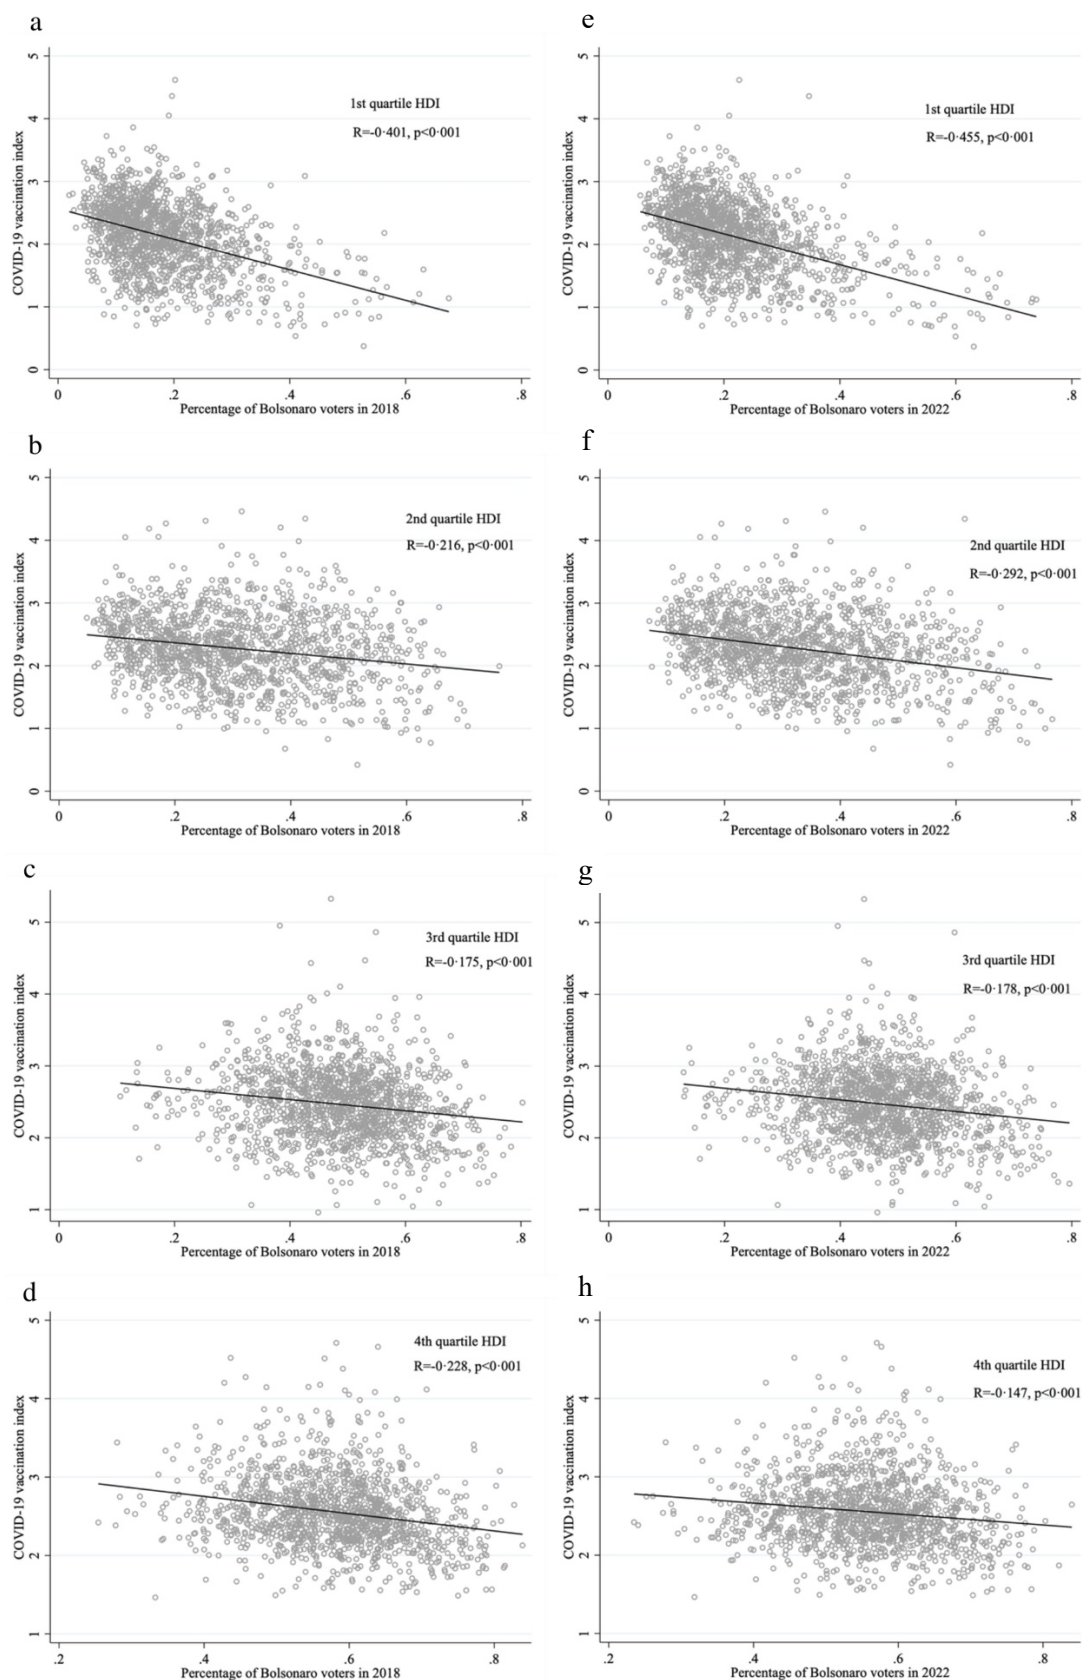 a
5
4
3
2
1
0
COVID-19 vaccination index
1st quartile HDI
R=-0·401, p<0·001
0 .2 .4 .6 .8
Percentage of Bolsonaro voters in 2018
e
5
4
3
2
1
0
COVID-19 vaccination index
1st quartile HDI
R=-0·455, p<0·001
0 .2 .4 .6 .8
Percentage of Bolsonaro voters in 2022
b
5
4
3
2
1
0
COVID-19 vaccination index
2nd quartile HDI
R=-0·216, p<0·001
0 .2 .4 .6 .8
Percentage of Bolsonaro voters in 2018
f
5
4
3
2
1
0
COVID-19 vaccination index
2nd quartile HDI
R=-0·292, p<0·001
0 .2 .4 .6 .8
Percentage of Bolsonaro voters in 2022
c
5
4
3
2
1
COVID-19 vaccination index
3rd quartile HDI
R=-0·175, p<0·001
0 .2 .4 .6 .8
Percentage of Bolsonaro voters in 2018
g
5
4
3
2
1
COVID-19 vaccination index
3rd quartile HDI
R=-0·178, p<0·001
0 .2 .4 .6 .8
Percentage of Bolsonaro voters in 2022
d
5
4
3
2
1
COVID-19 vaccination index
4th quartile HDI
R=-0·228, p<0·001
.2 .4 .6 .8
Percentage of Bolsonaro voters in 2018
h
5
4
3
2
1
COVID-19 vaccination index
4th quartile HDI
R=-0·147, p<0·001
.2 .4 .6 .8
Percentage of Bolsonaro voters in 2022